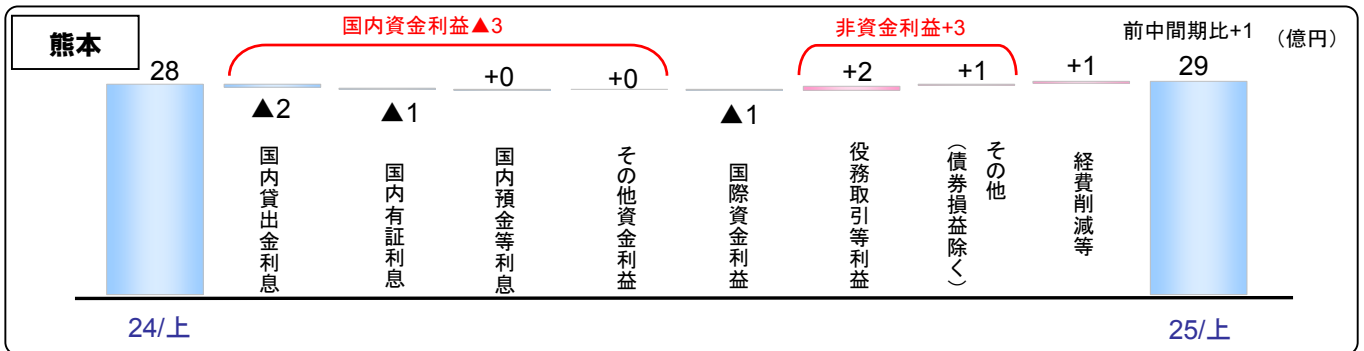 熊本
国内資金利益▲3
非資金利益+3
前中間期比+1
（億円）
28
▲2
▲1
+0
+0
▲1
+2
+1
+1
29
国内貸出金利息
国内有証利息
国内預金等利息
その他資金利益
国際資金利益
役務取引等利益
その他
（債券損益除く）
経費削減等
24/上
25/上